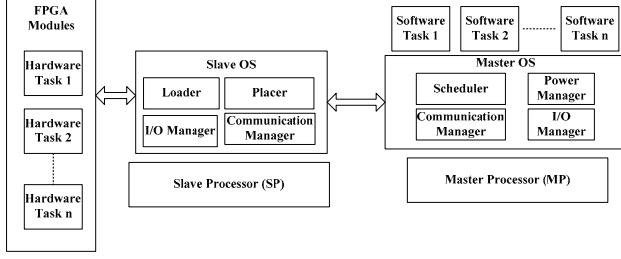 FPGA
Modules
Hardware
Task 1
Hardware
Task 2
Hardware
Task n
Slave OS
Loader
Placer
I/O Manager
Communication
Manager
Slave Processor (SP)
Software
Task 1
Software
Task 2
Software
Task n
Master OS
Scheduler
Power
Manager
Communication
Manager
I/O
Manager
Master Processor (MP)